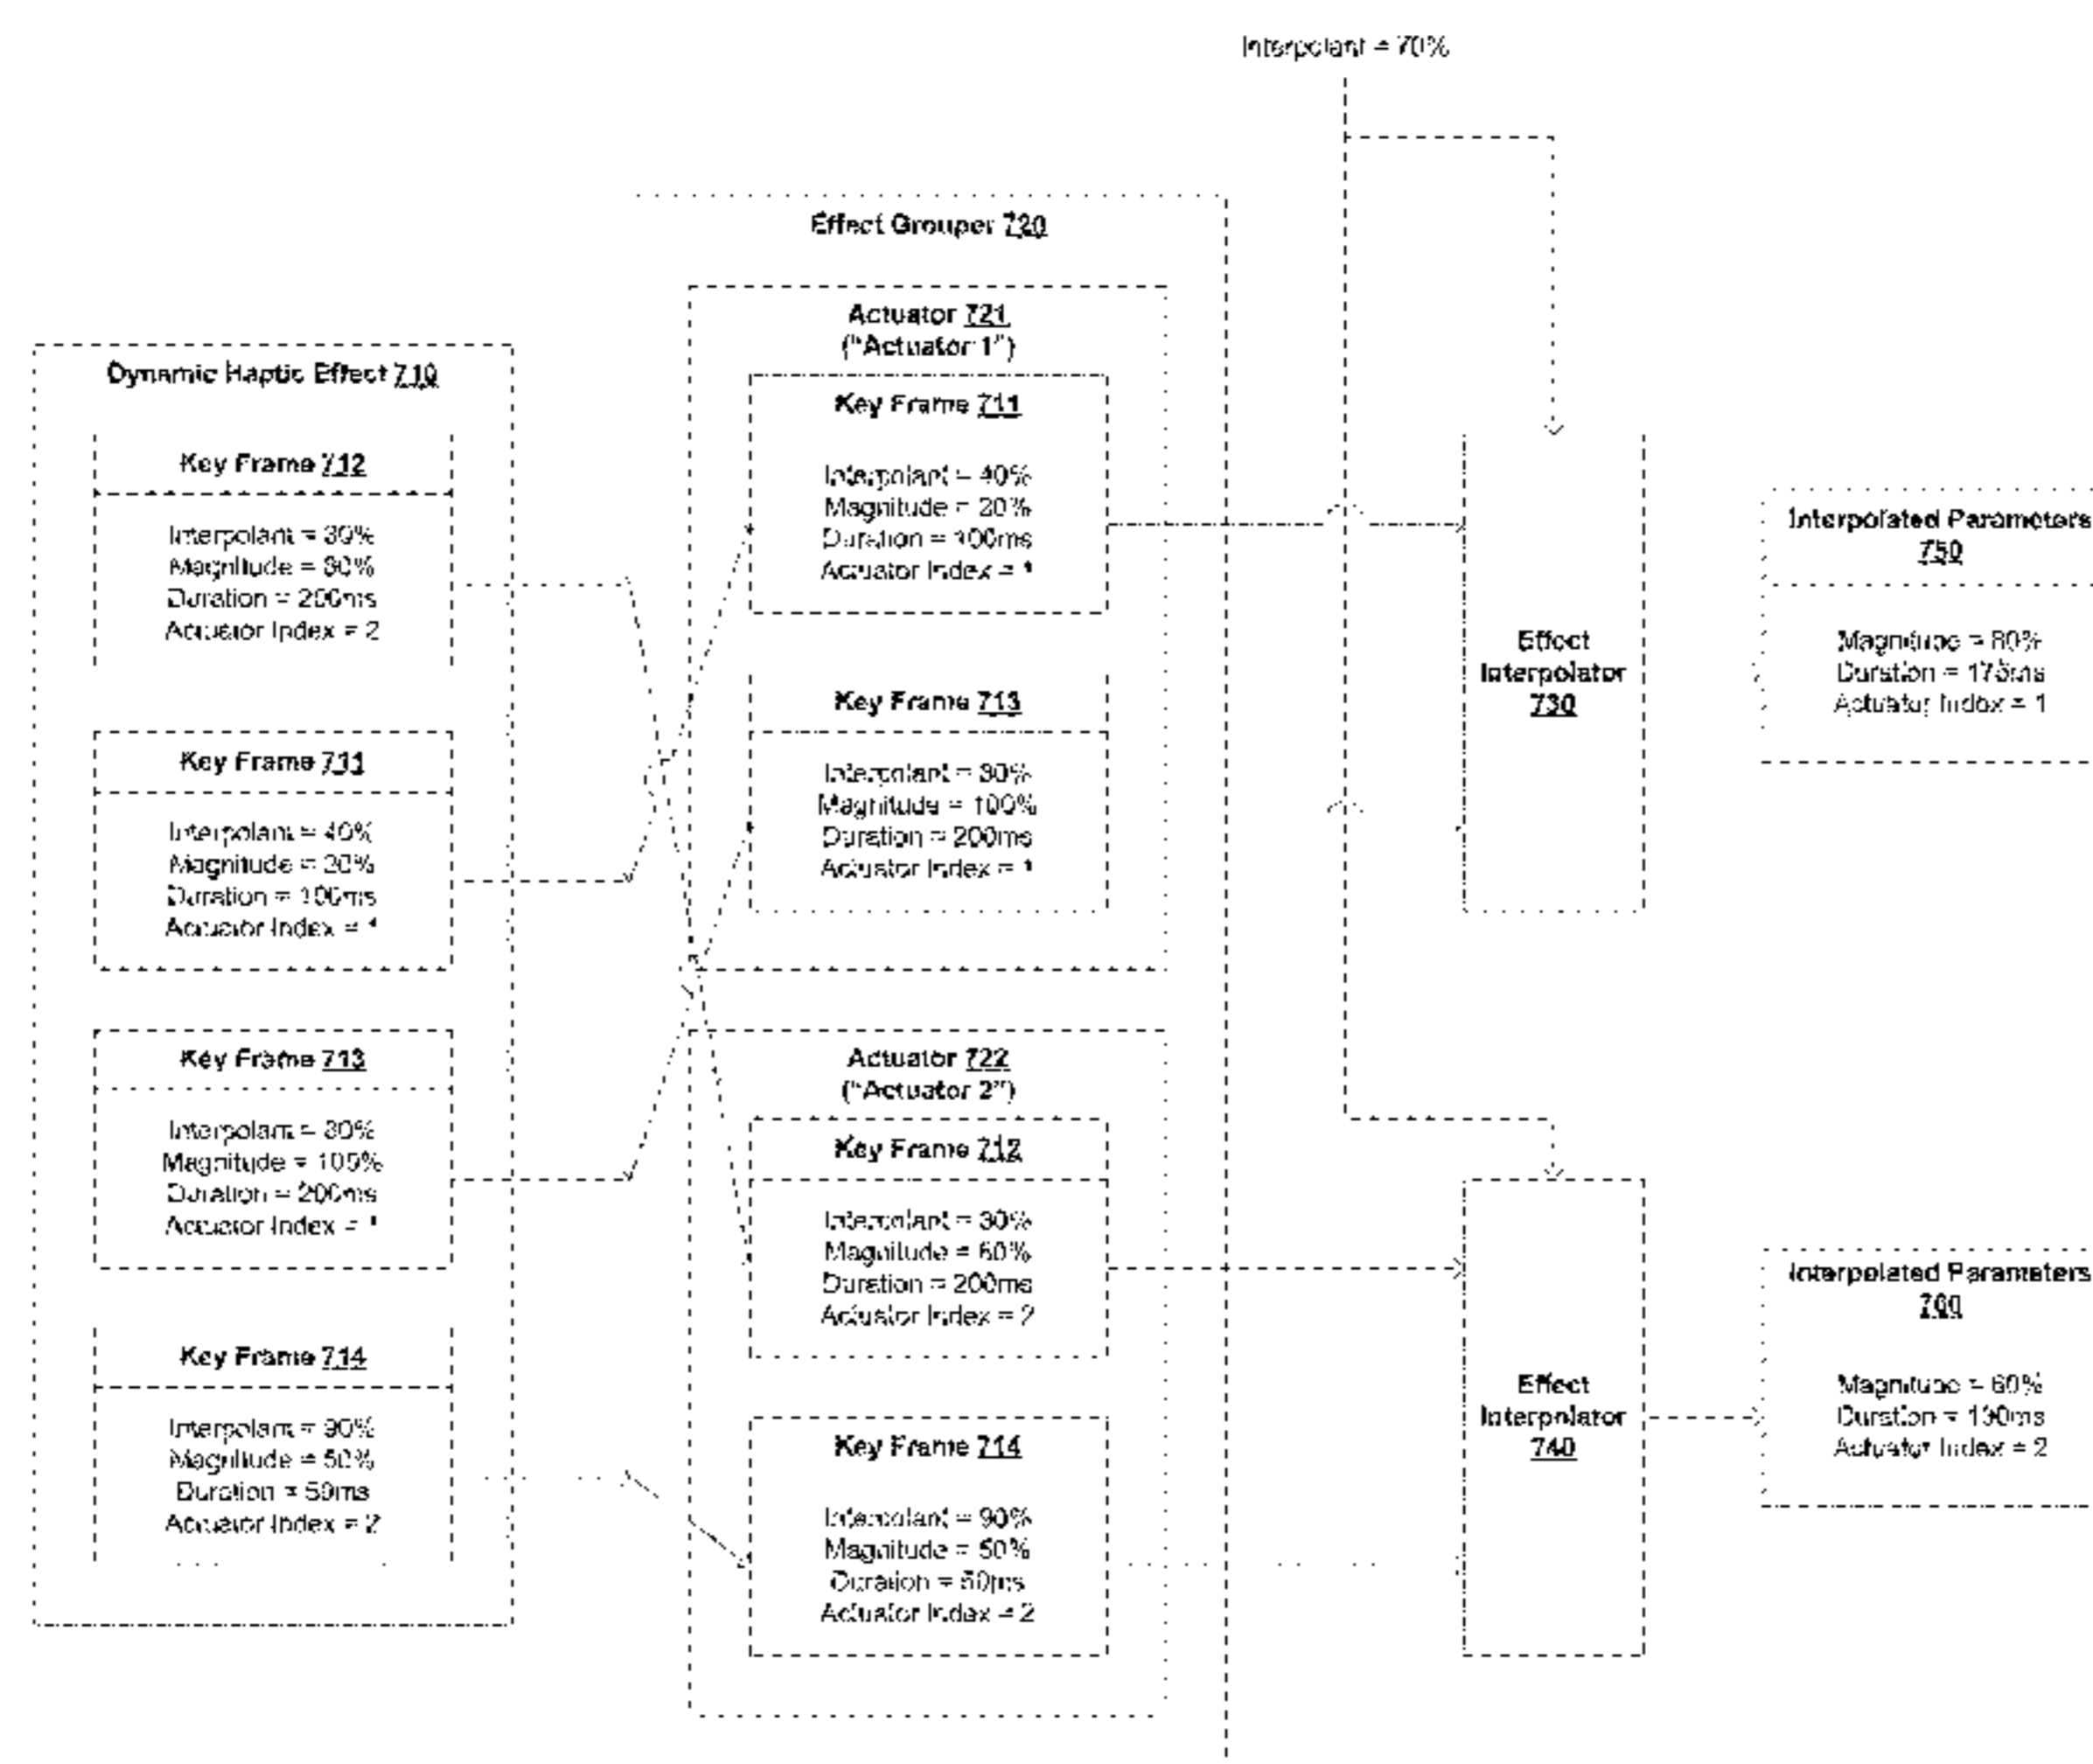 Interpolant = 70%
Effect Grouper 720
Actuator 721
("Actuator 1")
Dynamic Haptic Effect 710
Key Frame 711
Interpolant = 40%
Magnitude = 20%
Duration = 100ms
Actuator Index = 1
Key Frame 712
Interpolant = 30%
Magnitude = 80%
Duration = 200ms
Actuator Index = 2
Interpolated Parameters
750
Magnitude = 80%
Duration = 175ms
Actuator Index = 1
Effect
Interpolator
730
Key Frame 713
Interpolant = 80%
Magnitude = 100%
Duration = 200ms
Actuator Index = 1
Key Frame 711
Interpolant = 40%
Magnitude = 20%
Duration = 100ms
Actuator Index = 1
Key Frame 713
Interpolant = 80%
Magnitude = 100%
Duration = 200ms
Actuator Index = 1
Actuator 722
("Actuator 2")
Key Frame 712
Interpolant = 30%
Magnitude = 80%
Duration = 200ms
Actuator Index = 2
Interpolated Parameters
760
Magnitude = 60%
Duration = 100ms
Actuator Index = 2
Effect
Interpolator
740
Key Frame 714
Interpolant = 90%
Magnitude = 50%
Duration = 50ms
Actuator Index = 2
Key Frame 714
Interpolant = 90%
Magnitude = 50%
Duration = 50ms
Actuator Index = 2